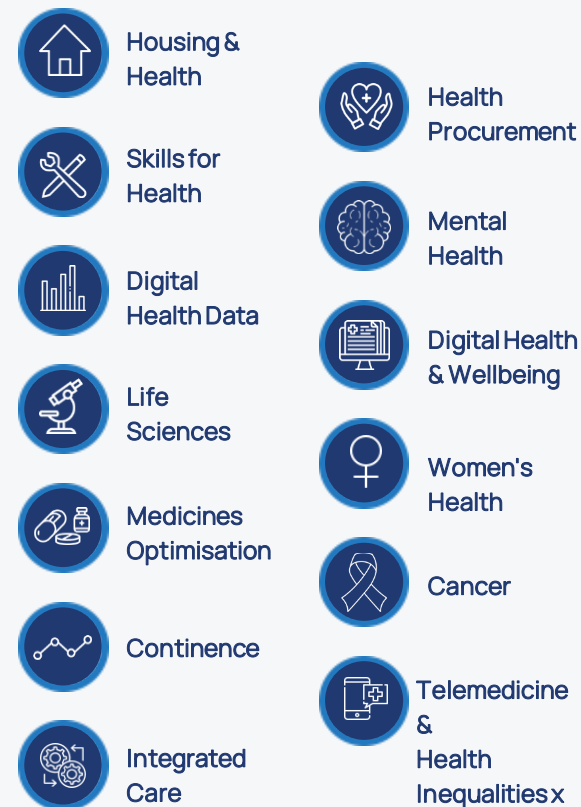 Housing &
Health
Skills for
Health
Digital
Health Data
Life
Sciences
Medicines
Optimisation
Continence
Integrated
Care
Health
Procurement
Mental
Health
Digital Health
& Wellbeing
Women's
Health
Cancer
Telemedicine
&
Health
Inequalities x